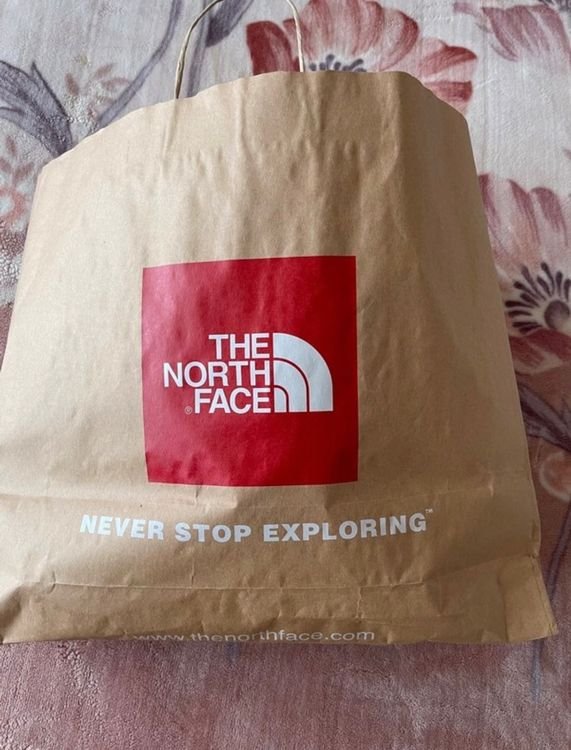 THE
NORTH
FACE
®
NEVER STOP EXPLORING™
www.thenorthface.com